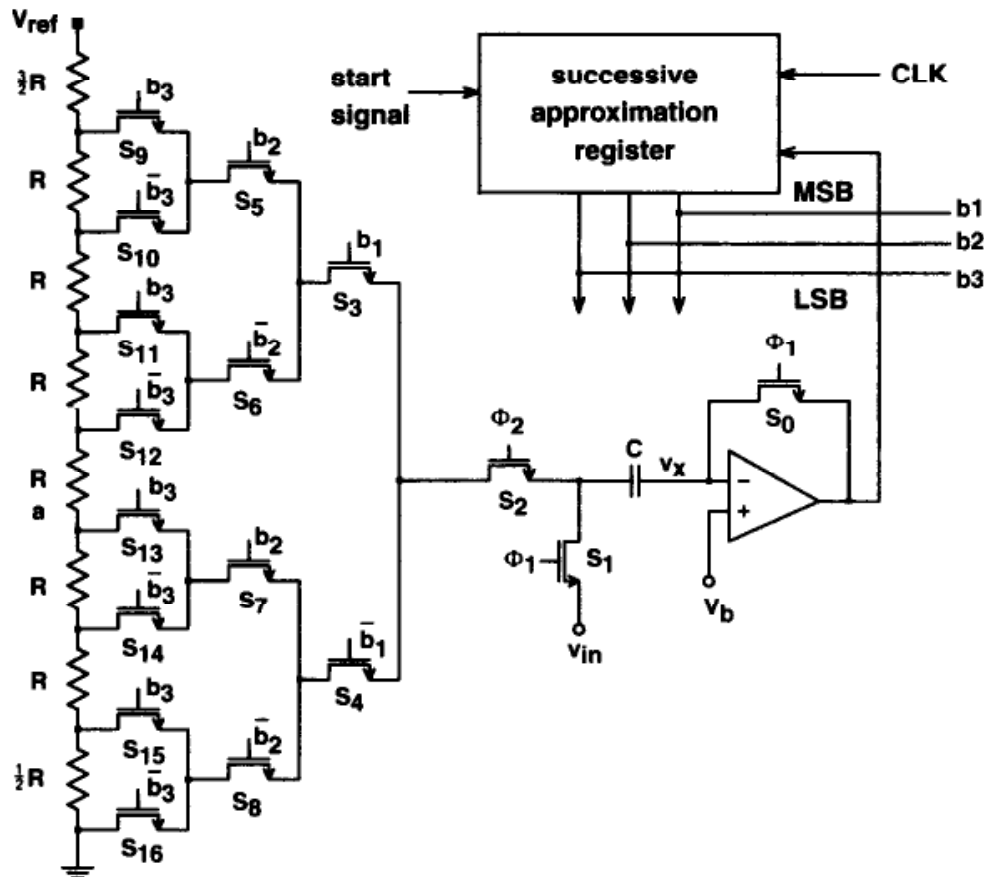 Vref
3/2R
b3
S9
b2
R
b̄3
S5
S10
b1
R
b3
S3
S11
b̄2
R
b̄3
S6
S12
R
a
b3
S13
b2
R
b̄3
S7
S14
b̄1
R
b3
S4
S15
b̄2
½R
b̄3
S8
S16
start
signal
successive
approximation
register
CLK
MSB
b1
b2
b3
LSB
Φ1
S0
Φ2
S2
C
vx
−
+
Φ1
S1
vb
vin